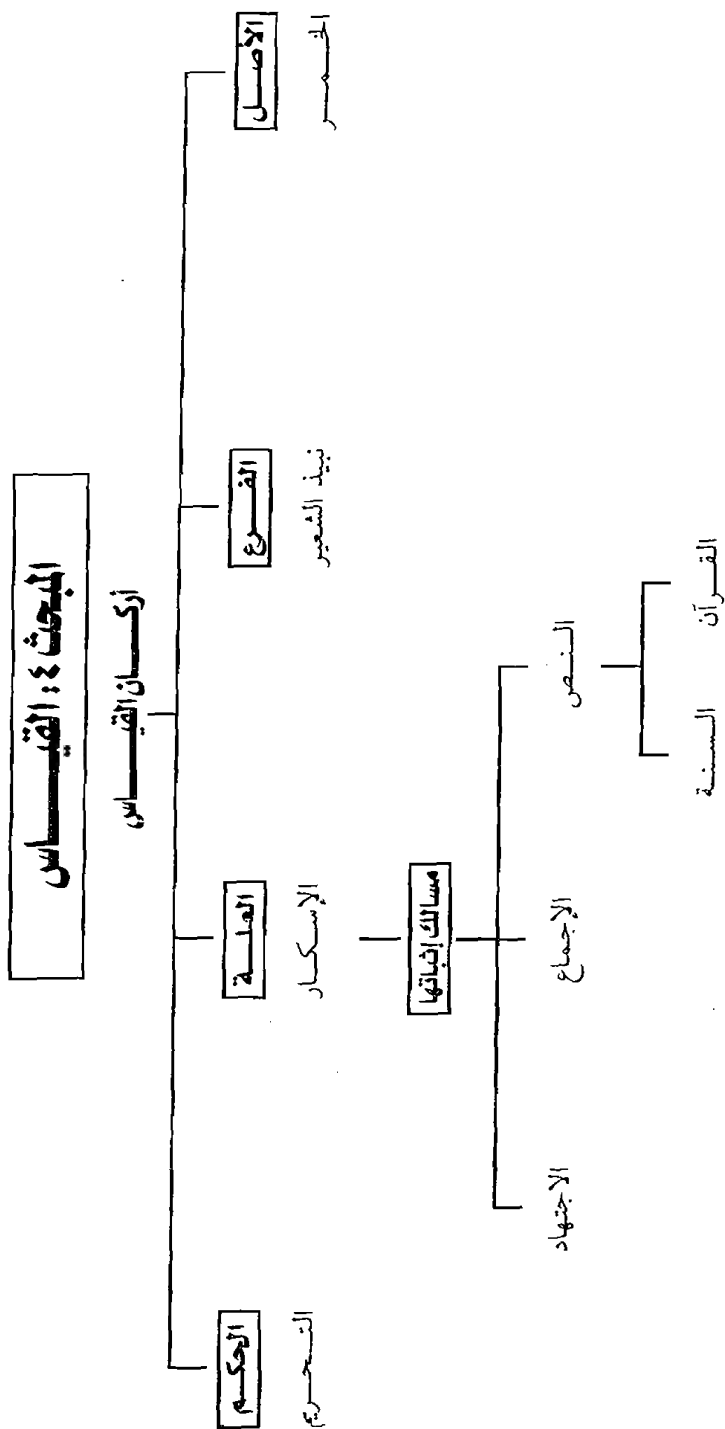 المبحث ٤: القياس
أركان القياس
الأصل
الفرع
العلة
الحكم
الخمر
نبيذ الشعير
الإسكار
التحريم
مسالك إثباتها
النص
الإجماع
الاجتهاد
القرآن
السنة